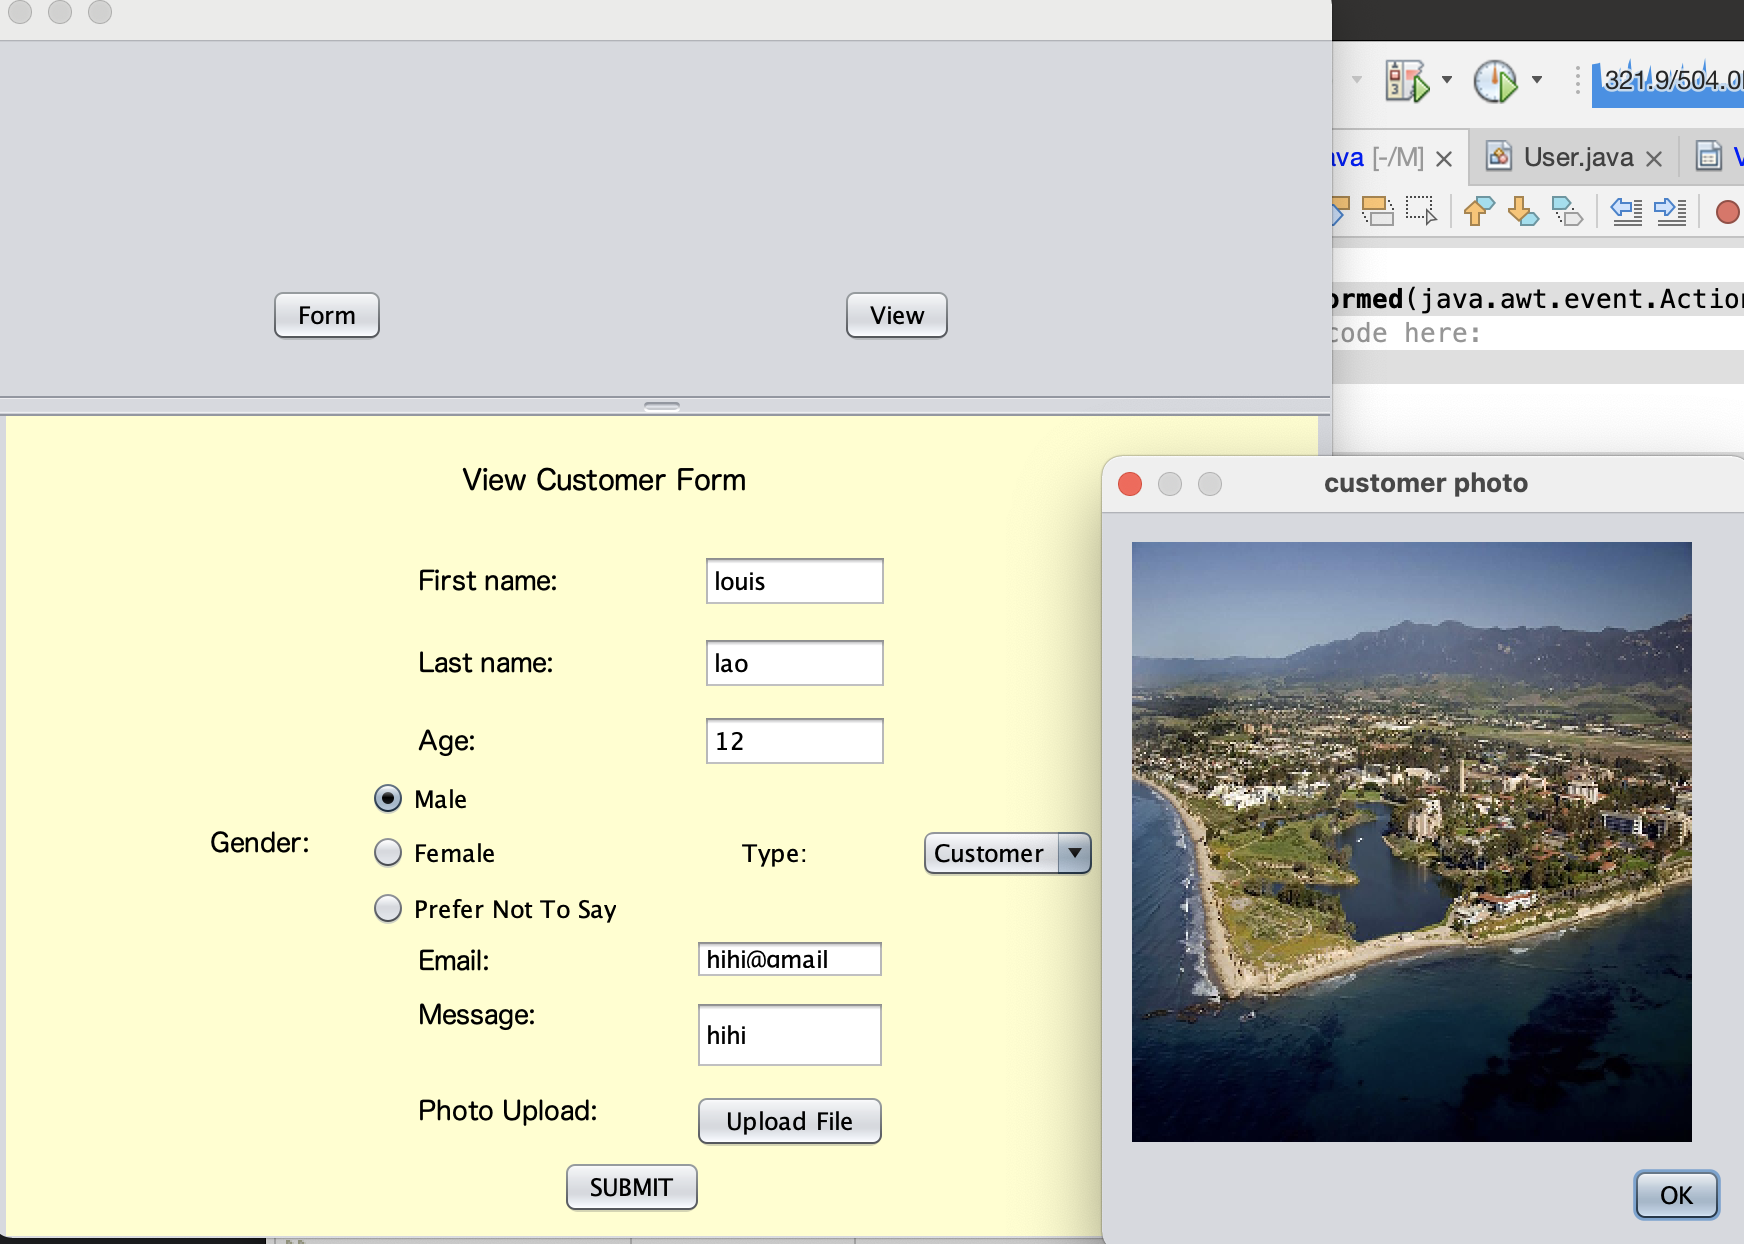 321.9/504.0
ava [-/M]
User.java
Form
View
ormed(java.awt.event.Action
code here:
View Customer Form
customer photo
First name:
louis
Last name:
lao
Age:
12
Male
Gender:
Female
Type:
Customer
Prefer Not To Say
Email:
hihi@gmail
Message:
hihi
Photo Upload:
Upload File
SUBMIT
OK